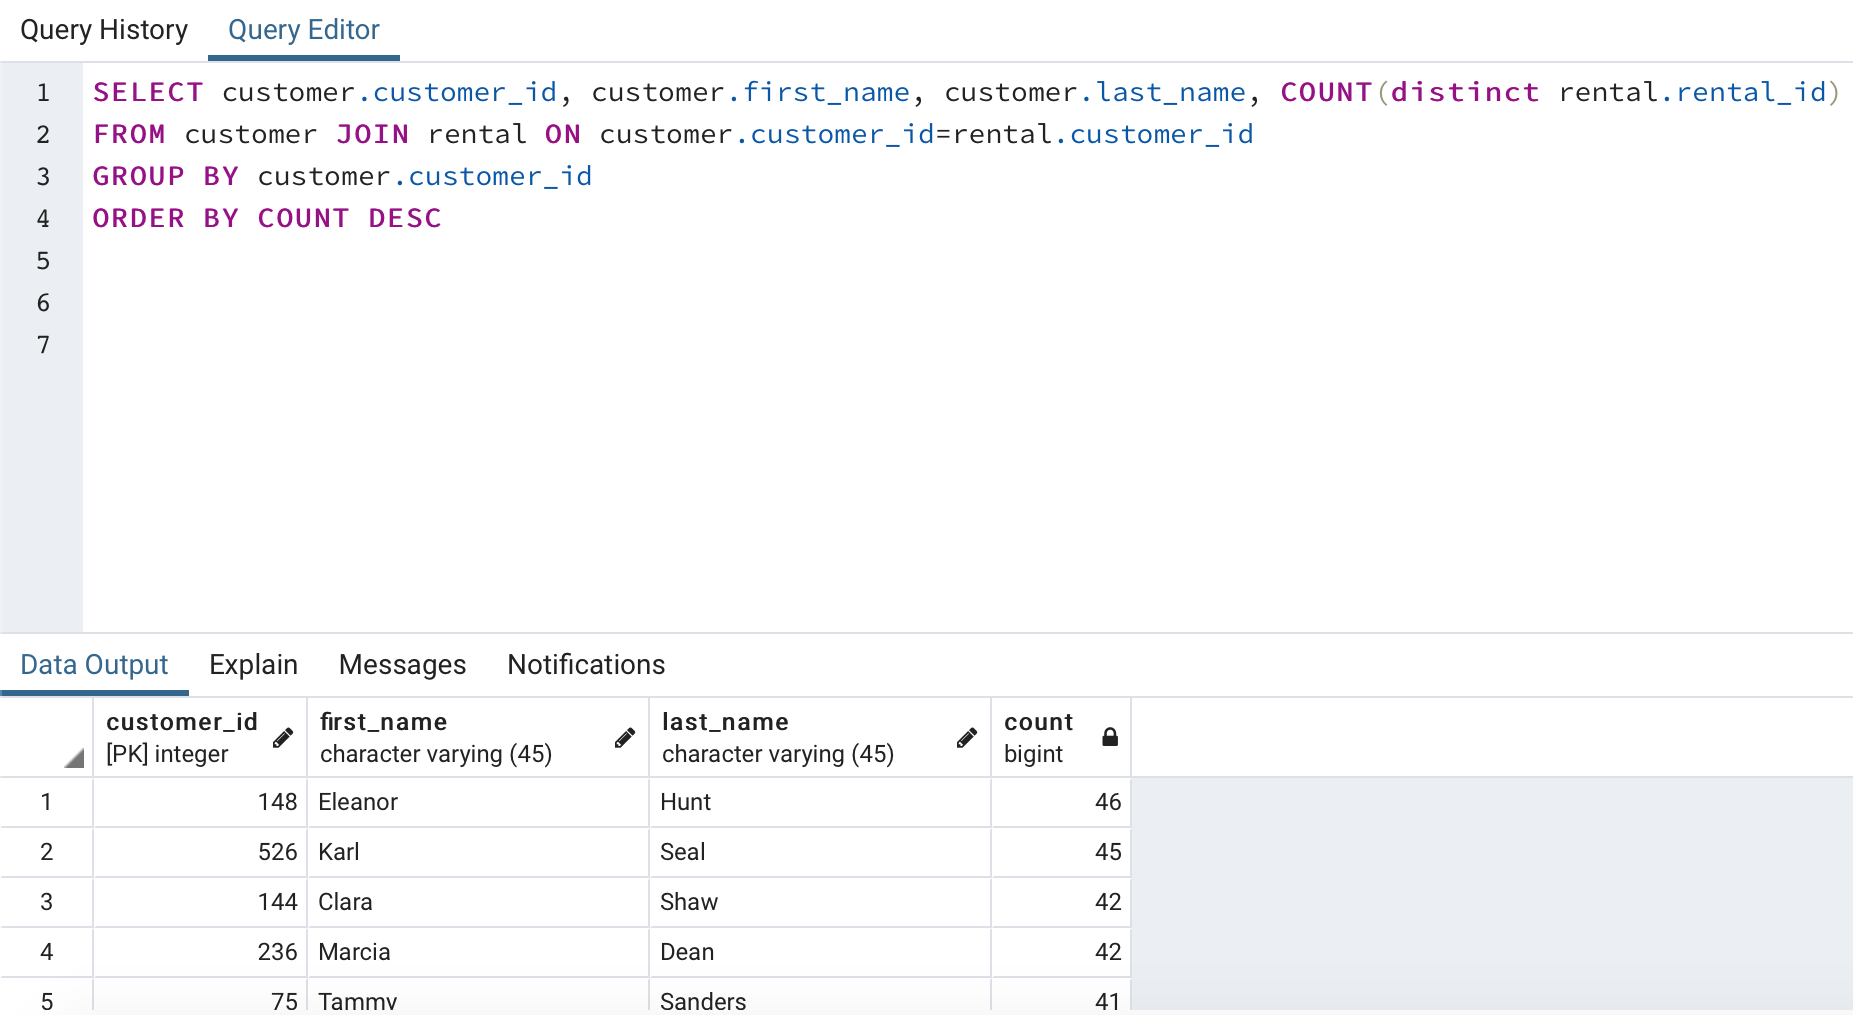 Query History Query Editor
1 SELECT customer.customer_id, customer.first_name, customer.last_name, COUNT(distinct rental.rental_id)
2 FROM customer JOIN rental ON customer.customer_id=rental.customer_id
3 GROUP BY customer.customer_id
4 ORDER BY COUNT DESC
5
6
7
Data Output Explain Messages Notifications
customer_id first_name last_name count
[PK] integer character varying (45) character varying (45) bigint
1 148 Eleanor Hunt 46
2 526 Karl Seal 45
3 144 Clara Shaw 42
4 236 Marcia Dean 42
5 75 Tammy Sanders 41